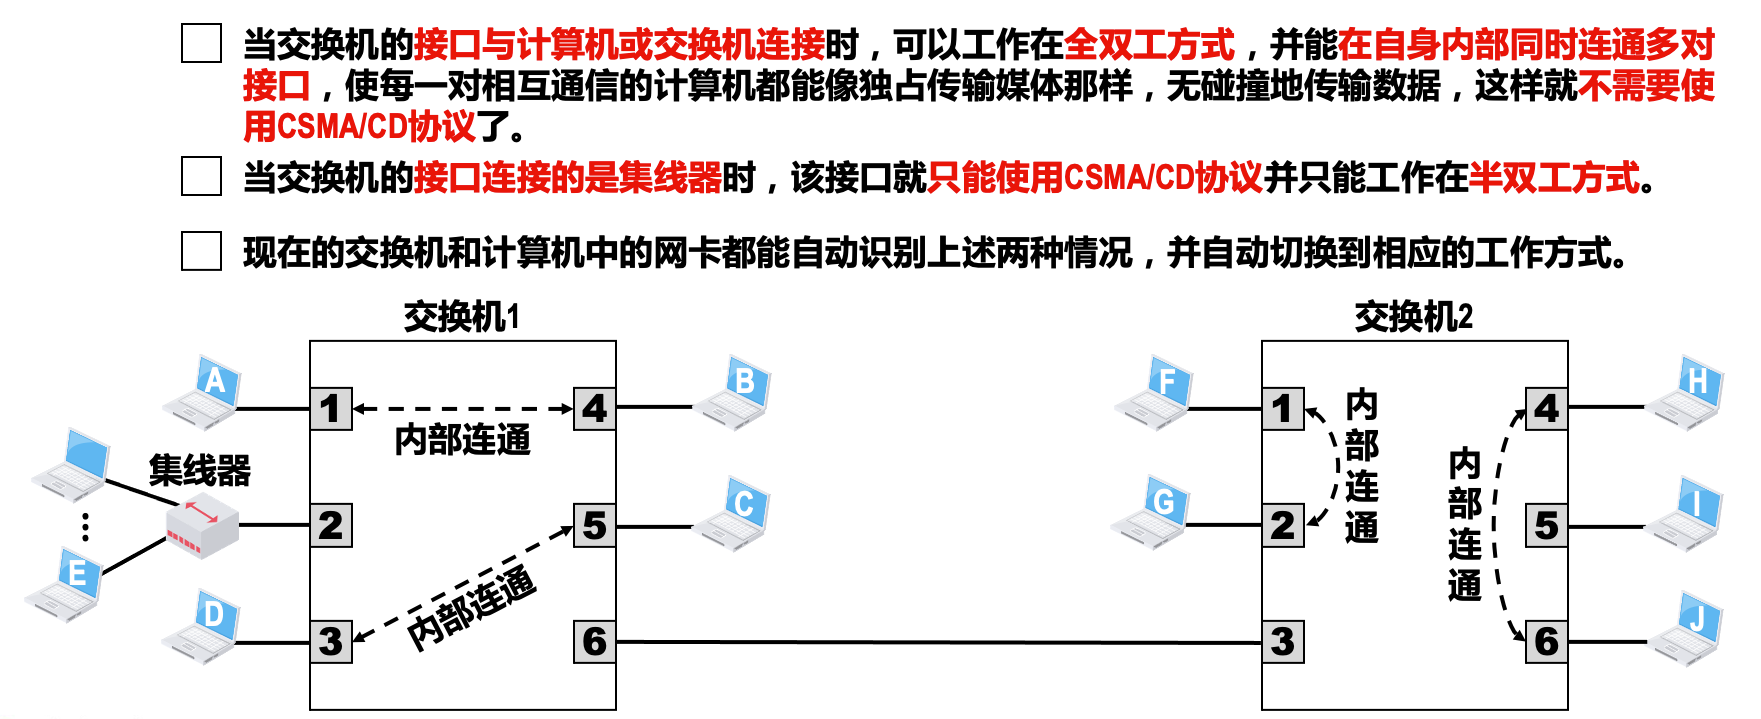 当交换机的接口与计算机或交换机连接时，可以工作在全双工方式，并能在自身内部同时连通多对
接口，使每一对相互通信的计算机都能像独占传输媒体那样，无碰撞地传输数据，这样就不需要使
用CSMA/CD协议了。
当交换机的接口连接的是集线器时，该接口就只能使用CSMA/CD协议并只能工作在半双工方式。
现在的交换机和计算机中的网卡都能自动识别上述两种情况，并自动切换到相应的工作方式。
交换机1
交换机2
A
1
4
B
内部连通
集线器
2
5
C
E
D
3
6
内部连通
F
1
内部连通
4
H
G
2
内部连通
5
I
3
6
J